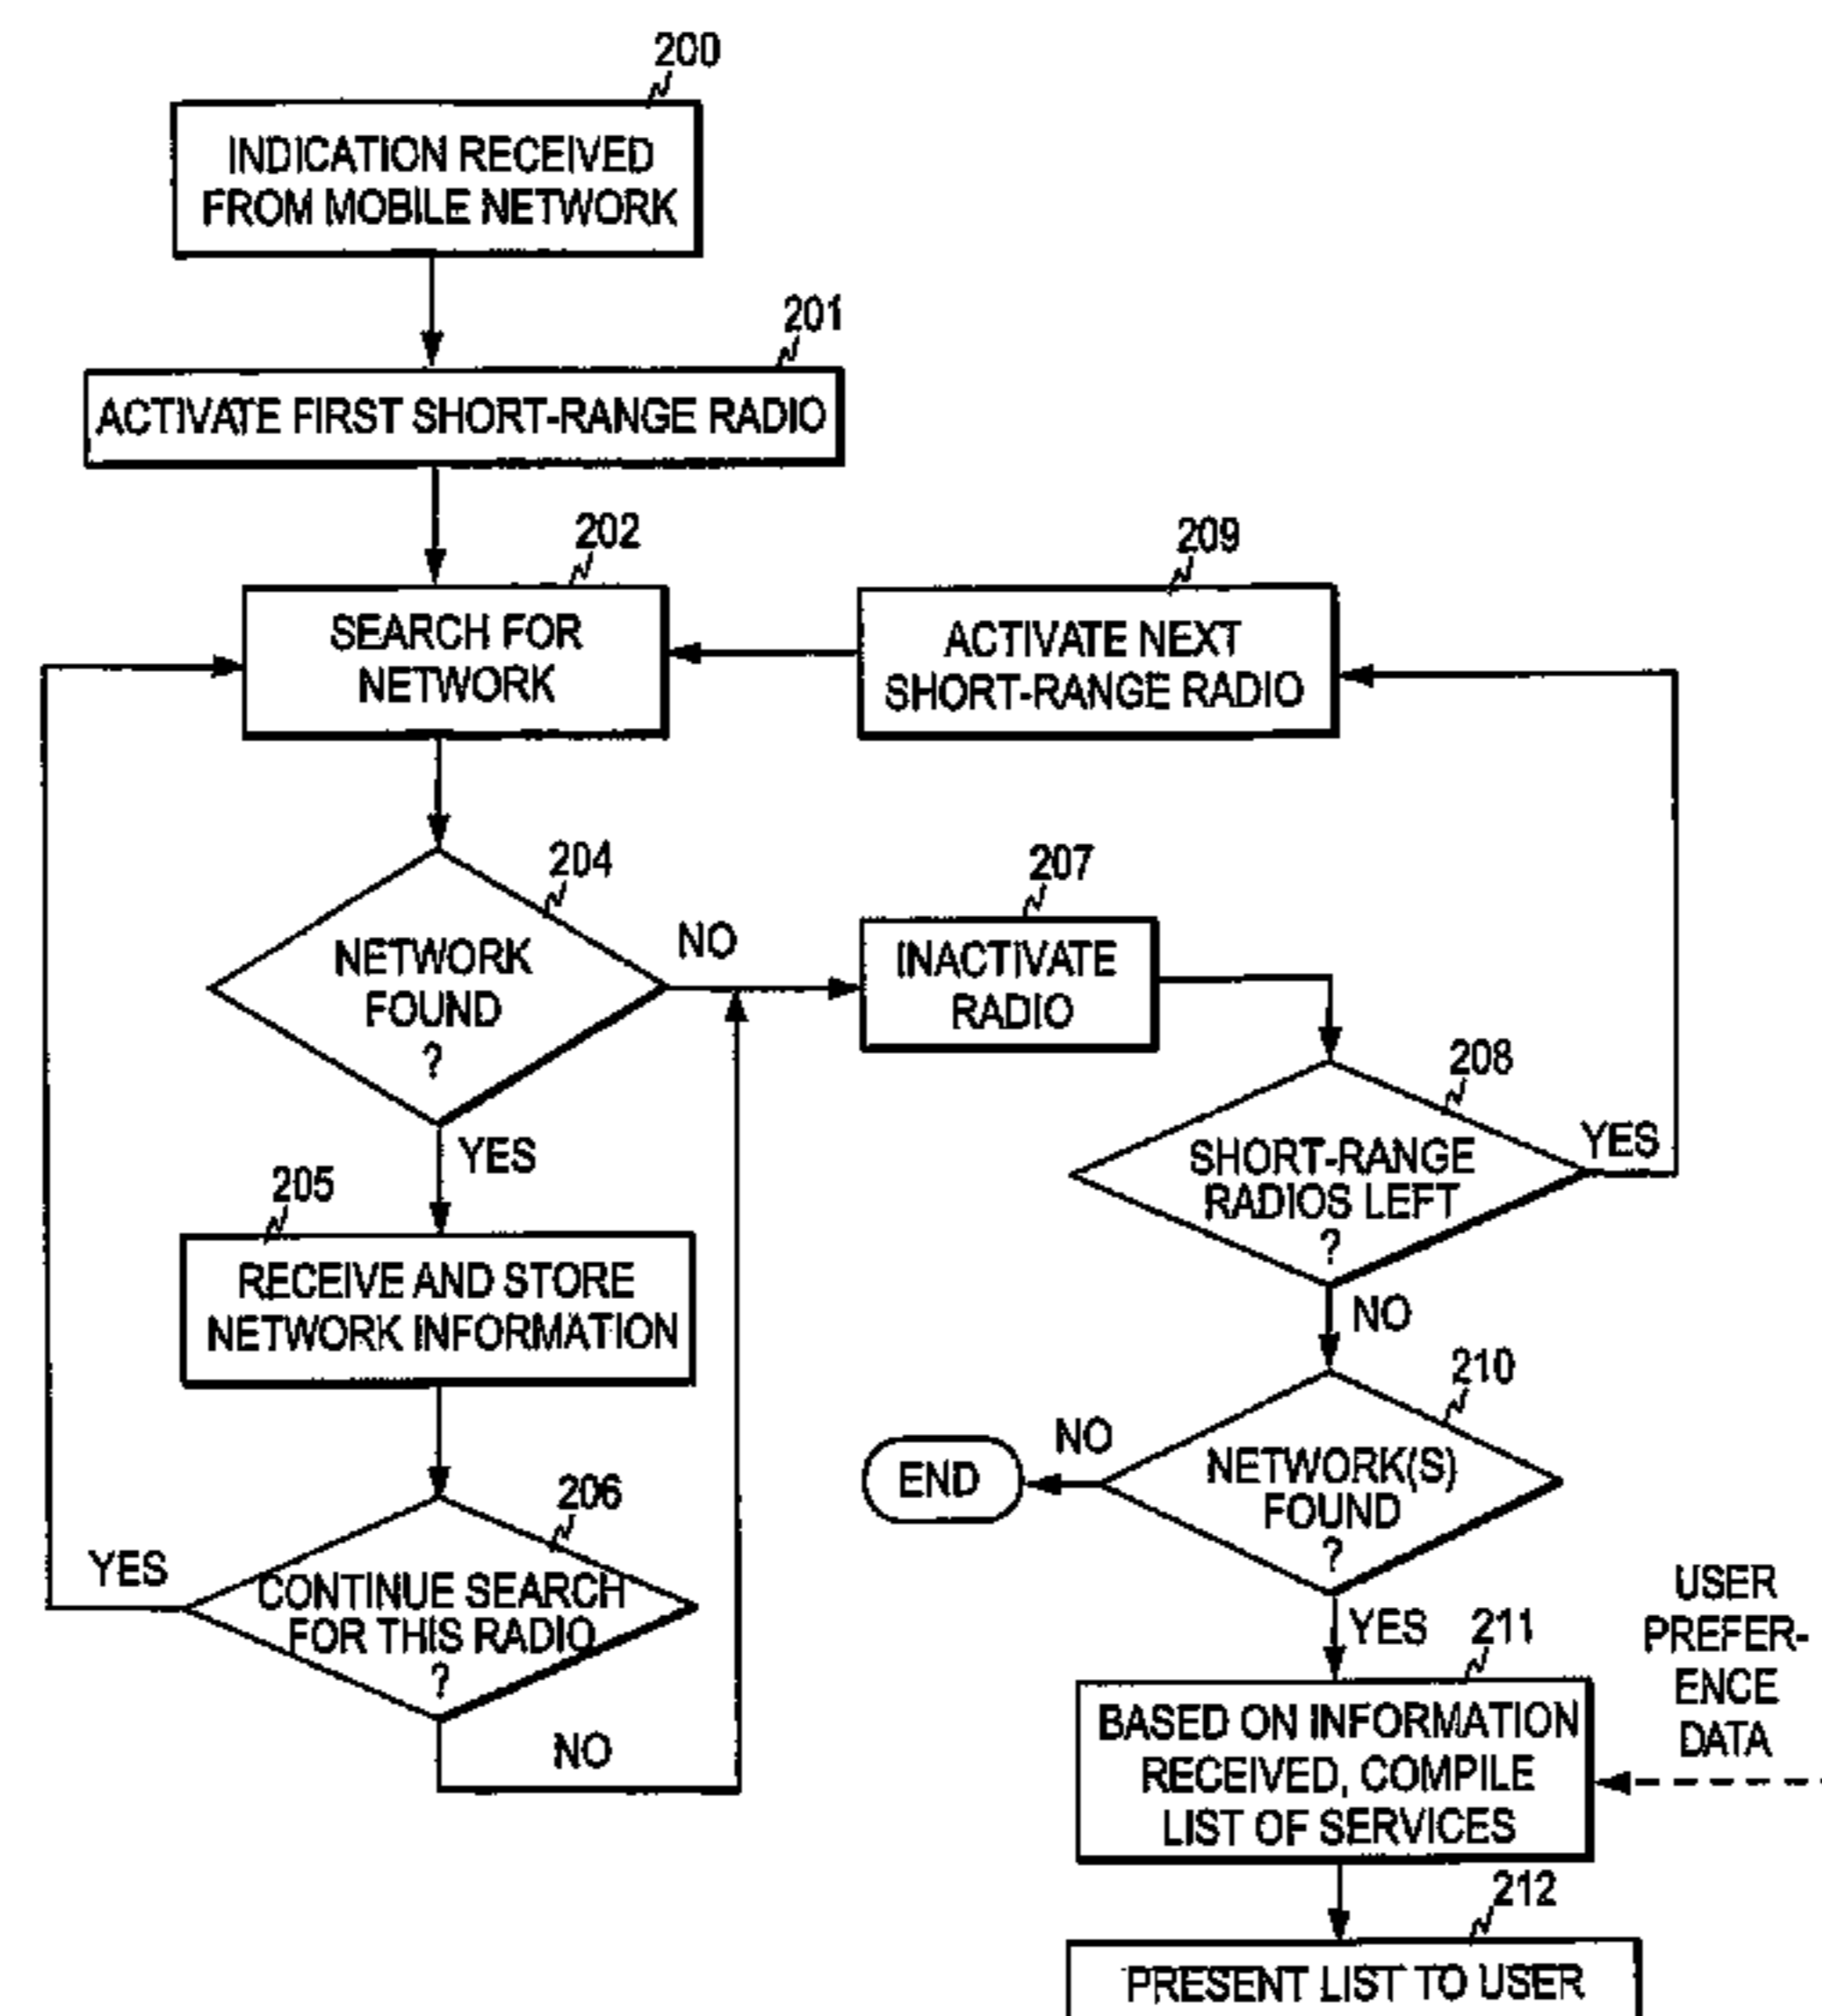 200
INDICATION RECEIVED
FROM MOBILE NETWORK
201
ACTIVATE FIRST SHORT-RANGE RADIO
202
SEARCH FOR
NETWORK
209
ACTIVATE NEXT
SHORT-RANGE RADIO
204
NETWORK
FOUND
?
NO
YES
207
INACTIVATE
RADIO
208
SHORT-RANGE
RADIOS LEFT
?
YES
NO
205
RECEIVE AND STORE
NETWORK INFORMATION
206
CONTINUE SEARCH
FOR THIS RADIO
?
YES
NO
210
NETWORK(S)
FOUND
?
NO
END
YES
211
BASED ON INFORMATION
RECEIVED, COMPILE
LIST OF SERVICES
USER
PREFER-
ENCE
DATA
212
PRESENT LIST TO USER